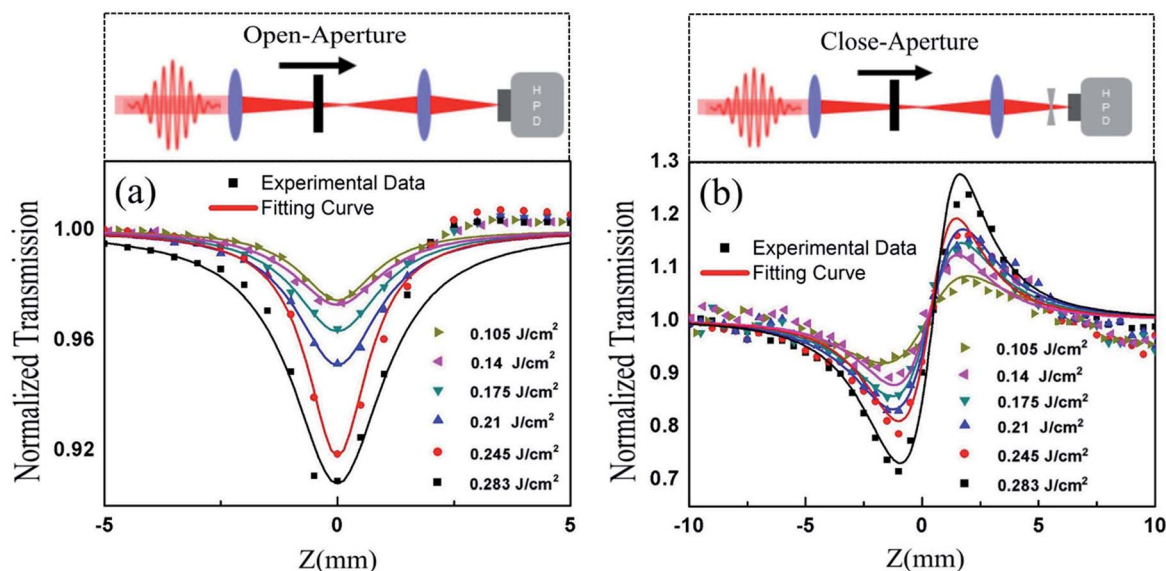 Open-Aperture
H
P
D
(a)
Experimental Data
Fitting Curve
Normalized Transmission
1.00
0.96
0.92
0.105 J/cm²
0.14 J/cm²
0.175 J/cm²
0.21 J/cm²
0.245 J/cm²
0.283 J/cm²
-5
0
5
Z(mm)
Close-Aperture
H
P
D
(b)
Experimental Data
Fitting Curve
Normalized Transmission
1.3
1.2
1.1
1.0
0.9
0.8
0.7
0.105 J/cm²
0.14 J/cm²
0.175 J/cm²
0.21 J/cm²
0.245 J/cm²
0.283 J/cm²
-10
-5
0
5
10
Z(mm)